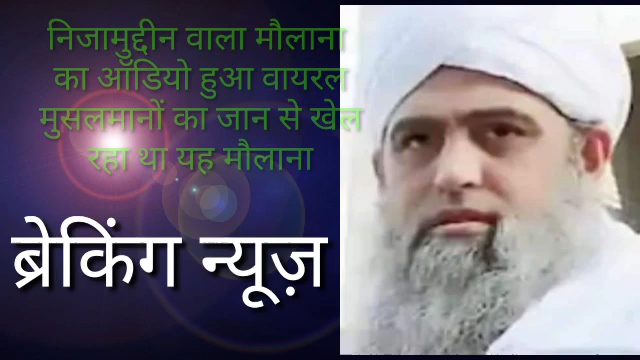 निजामुद्दीन वाला मौलाना
का ऑडियो हुआ वायरल
मुसलमानों का जान से खेल
रहा था यह मौलाना
ब्रेकिंग न्यूज़